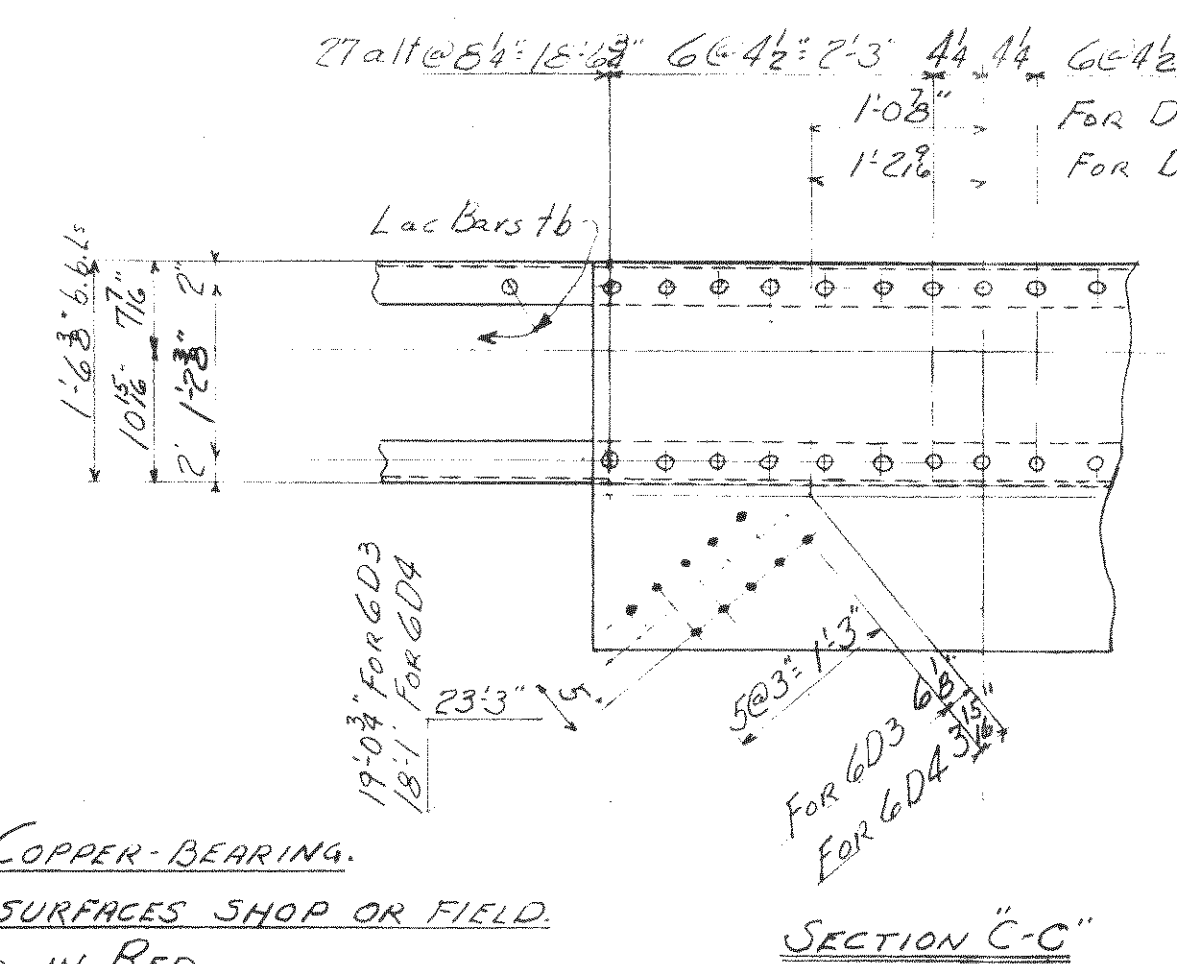 27 alt @ 8¼" = 18'-6¾" 6 @ 4½" = 2'-3" 4¼ 4¼ 6 @ 4½
1'-0⅞" FOR D
1'-2 9/16 FOR D
Lac Bars tb
1'-6⅜" b.b.Ls
10 15/16" 7 7/16"
2" 1'-2⅜" 2"
19'-0¾" FOR 6D3
18'-1" FOR 6D4
23'-3"
5"
5 @ 3" = 1'-3"
FOR 6D3 6⅛"
FOR 6D4 3 15/16"
COPPER-BEARING.
SURFACES SHOP OR FIELD.
IN RED
SECTION "C-C"